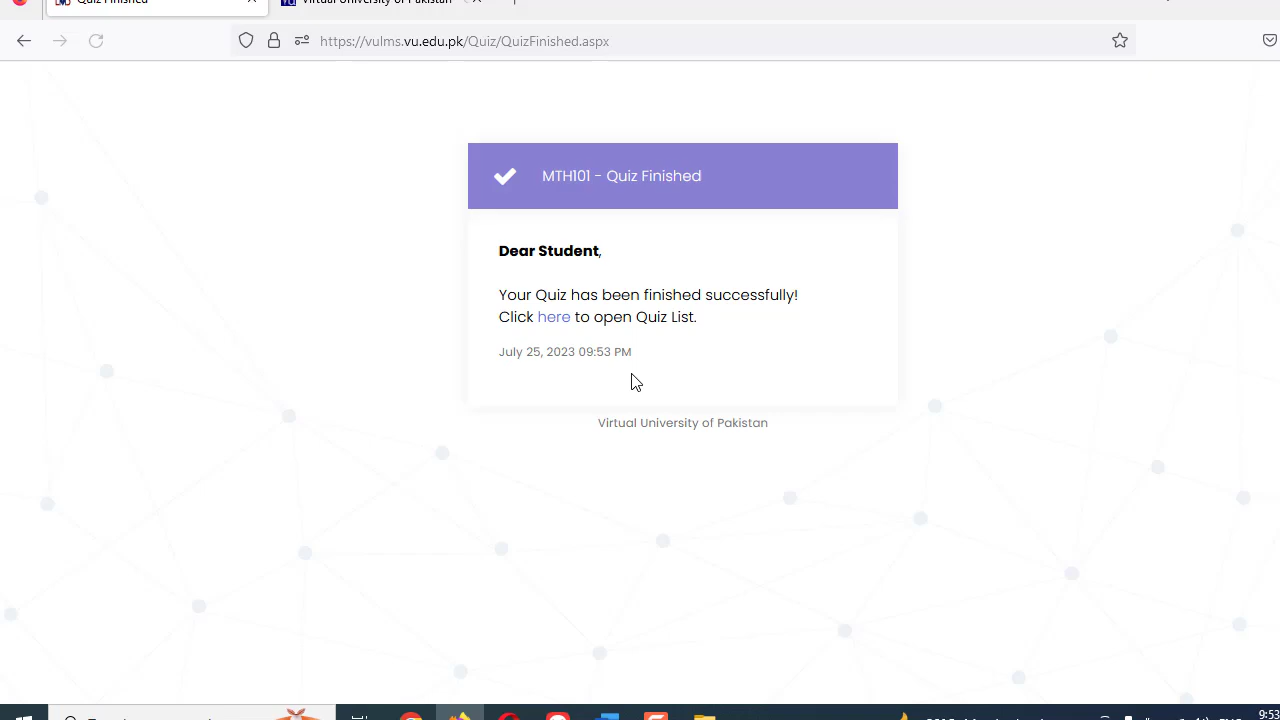 Quiz Finished
Virtual University of Pakistan
https://vulms.vu.edu.pk/Quiz/QuizFinished.aspx
MTH101 - Quiz Finished
Dear Student,
Your Quiz has been finished successfully!
Click here to open Quiz List.
July 25, 2023 09:53 PM
Virtual University of Pakistan
9:53